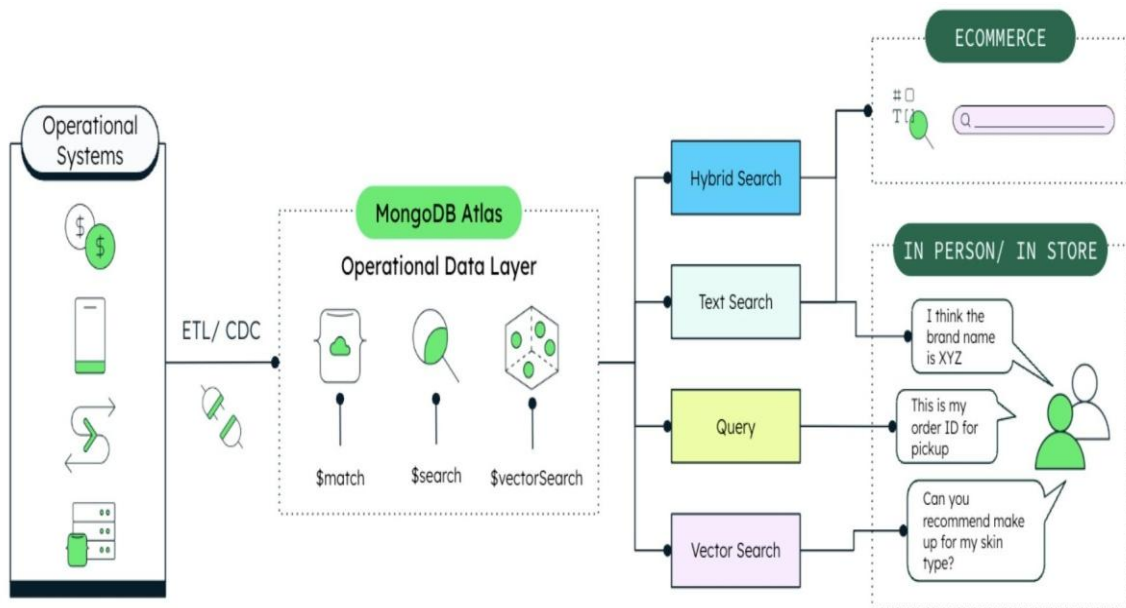 ECOMMERCE
#
T[]
Operational
Systems
MongoDB Atlas
Operational Data Layer
ETL/ CDC
$match
$search
$vectorSearch
Hybrid Search
Text Search
Query
Vector Search
IN PERSON/ IN STORE
I think the
brand name
is XYZ
This is my
order ID for
pickup
Can you
recommend make
up for my skin
type?
$
$